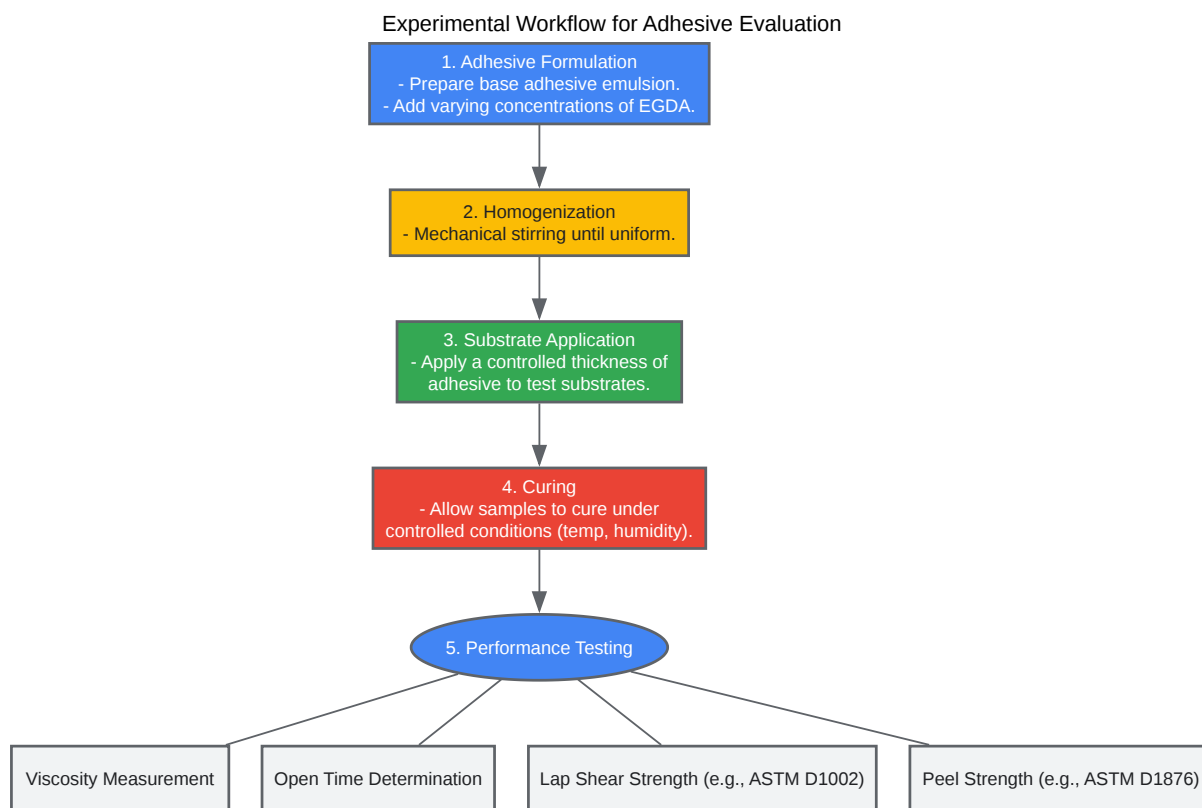 Experimental Workflow for Adhesive Evaluation
1. Adhesive Formulation
- Prepare base adhesive emulsion.
- Add varying concentrations of EGDA.
2. Homogenization
- Mechanical stirring until uniform.
3. Substrate Application
- Apply a controlled thickness of
adhesive to test substrates.
4. Curing
- Allow samples to cure under
controlled conditions (temp, humidity).
5. Performance Testing
Viscosity Measurement
Open Time Determination
Lap Shear Strength (e.g., ASTM D1002)
Peel Strength (e.g., ASTM D1876)